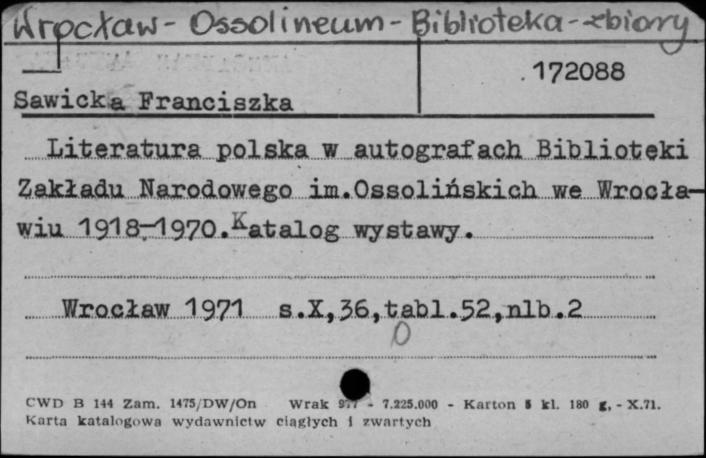 Wrocław - Ossolineum - Biblioteka - zbiory
172088
Sawicka Franciszka
Literatura polska w autografach Biblioteki
Zakładu Narodowego im.Ossolińskich we Wrocła-
wiu 1918-1970.Katalog wystawy.
Wrocław 1971 s.X,36,tabl.52,nlb.2
0
CWD B 144 Zam. 1475/DW/On Wrak - 7.225.000 - Karton kl. 180 g, - X.71.
Karta katalogowa wydawnictw ciągłych i zwartych